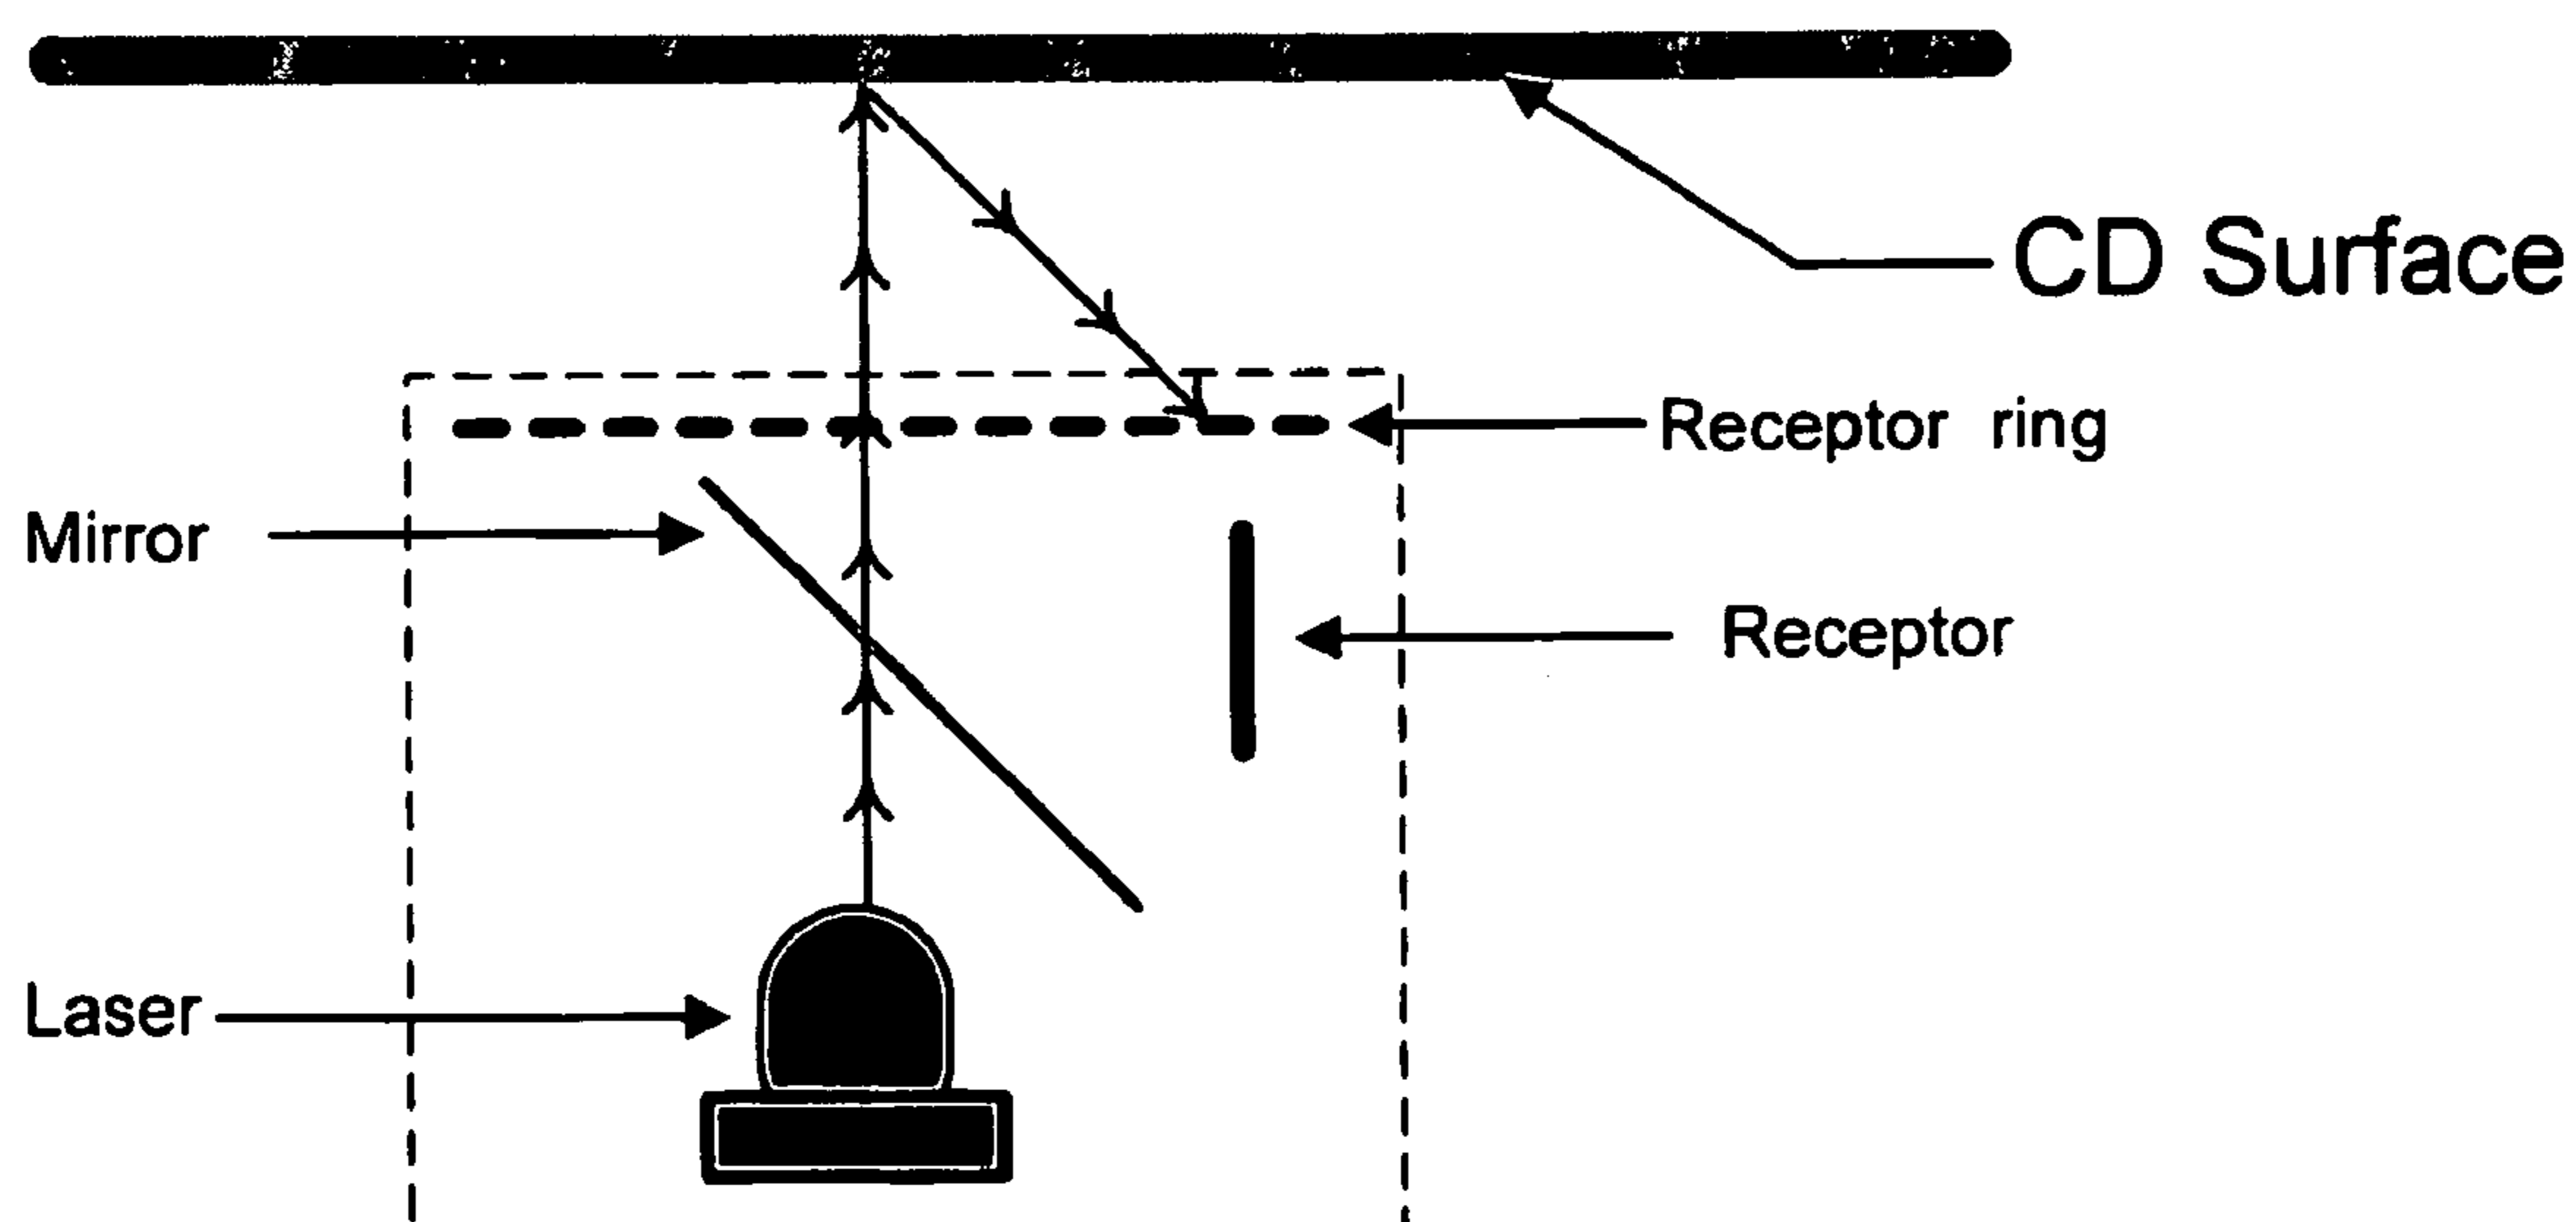 CD Surface
Receptor ring
Mirror
Receptor
Laser